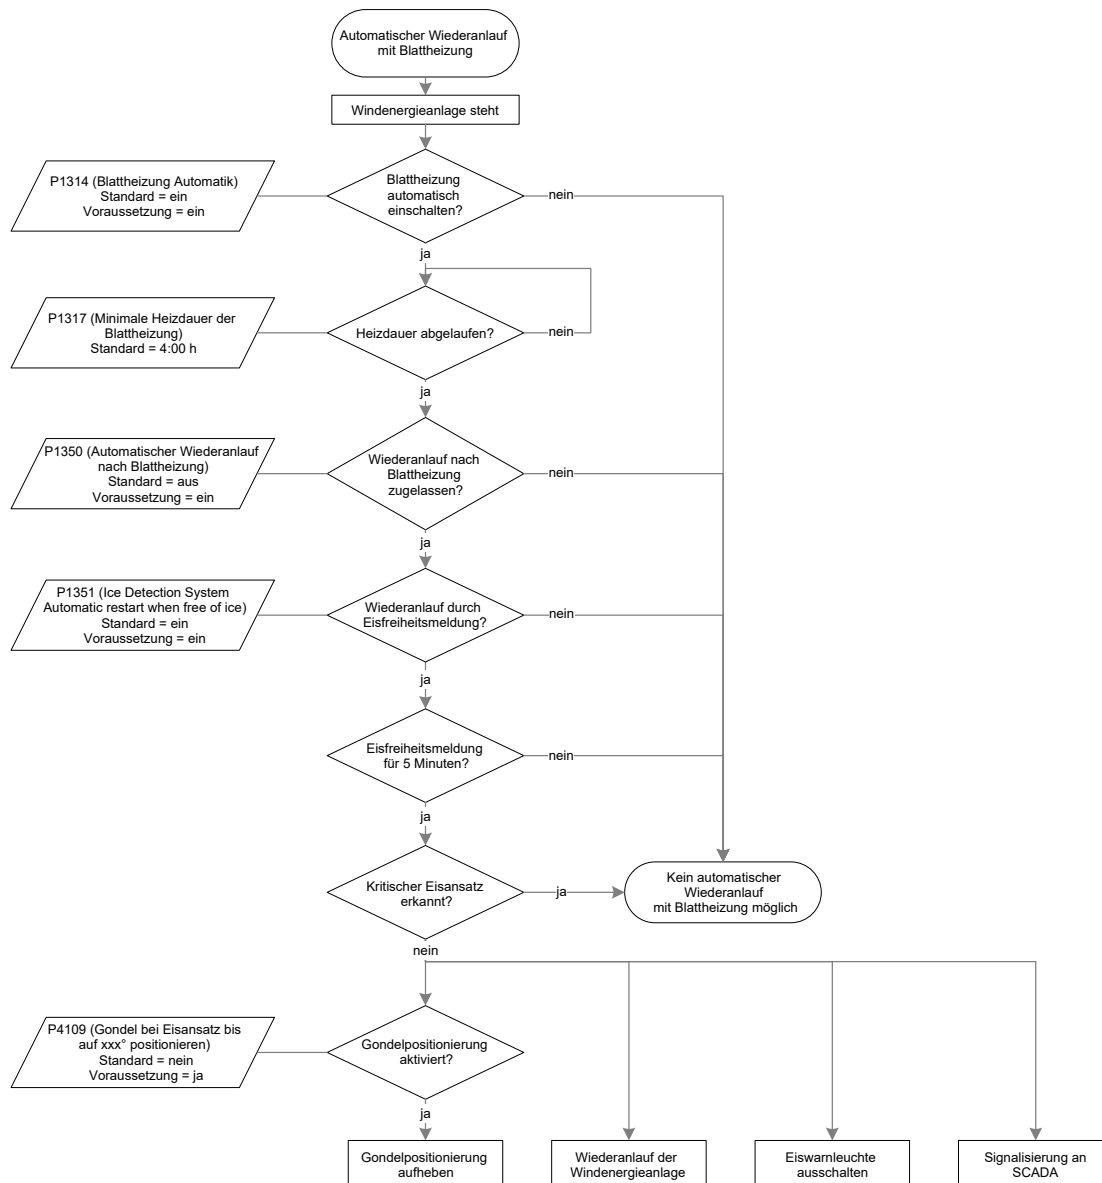 Automatischer Wiederanlauf
mit Blattheizung
Windenergieanlage steht
P1314 (Blattheizung Automatik)
Standard = ein
Voraussetzung = ein
Blattheizung
automatisch
einschalten?
nein
ja
P1317 (Minimale Heizdauer der
Blattheizung)
Standard = 4:00 h
Heizdauer abgelaufen?
nein
ja
P1350 (Automatischer Wiederanlauf
nach Blattheizung)
Standard = aus
Voraussetzung = ein
Wiederanlauf nach
Blattheizung
zugelassen?
nein
ja
P1351 (Ice Detection System
Automatic restart when free of ice)
Standard = ein
Voraussetzung = ein
Wiederanlauf durch
Eisfreiheitsmeldung?
nein
ja
Eisfreiheitsmeldung
für 5 Minuten?
nein
ja
Kritischer Eisansatz
erkannt?
ja
Kein automatischer
Wiederanlauf
mit Blattheizung möglich
nein
P4109 (Gondel bei Eisansatz bis
auf xxx° positionieren)
Standard = nein
Voraussetzung = ja
Gondelpositionierung
aktiviert?
ja
Gondelpositionierung
aufheben
Wiederanlauf der
Windenergieanlage
Eiswarnleuchte
ausschalten
Signalisierung an
SCADA